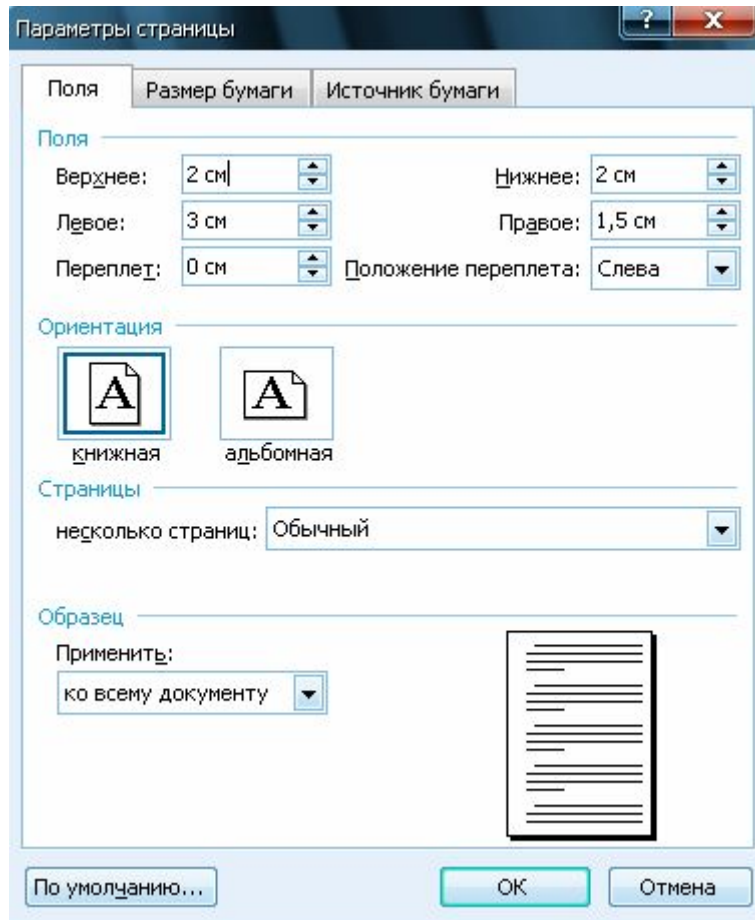 Параметры страницы ? X
Поля Размер бумаги Источник бумаги
Поля
Верхнее: 2 см Нижнее: 2 см
Левое: 3 см Правое: 1,5 см
Переплет: 0 см Положение переплета: Слева
Ориентация
A A
книжная альбомная
Страницы
несколько страниц: Обычный
Образец
Применить:
ко всему документу
По умолчанию... ОК Отмена